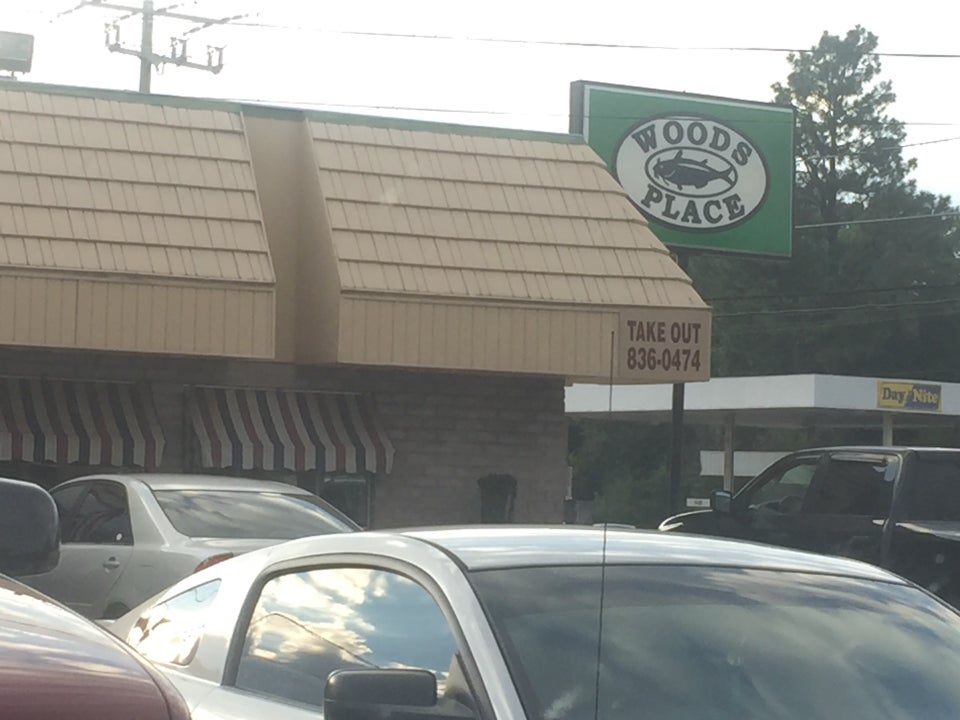 WOODS
PLACE
TAKE OUT
836-0474
Day Nite